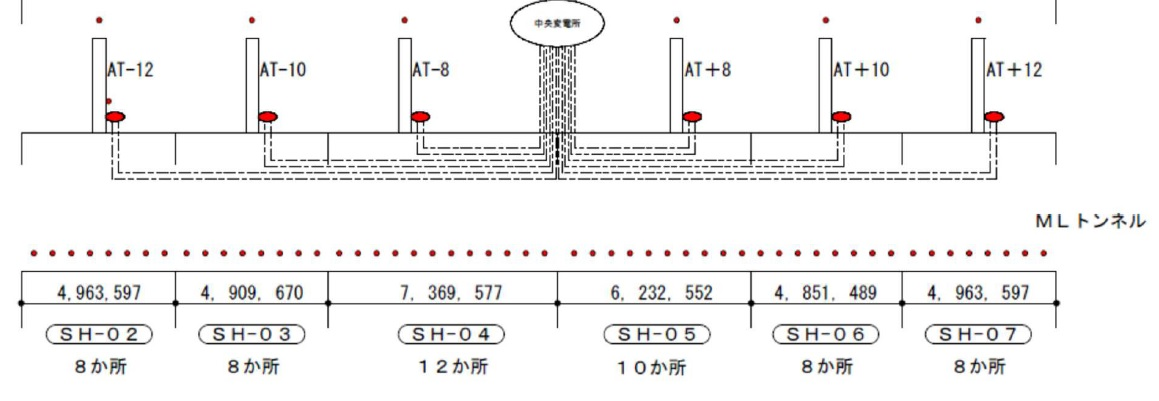 中央変電所
AT-12 AT-10 AT-8 AT+8 AT+10 AT+12
MLトンネル
4,963,597 4,909,670 7,369,577 6,232,552 4,851,489 4,963,597
SH-02 SH-03 SH-04 SH-05 SH-06 SH-07
8か所 8か所 12か所 10か所 8か所 8か所